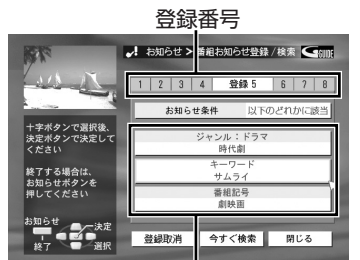 登録番号
お知らせ > 番組お知らせ登録/検索 GGUIDE
1 2 3 4 登録 5 6 7 8
お知らせ条件 以下のどれかに該当
十字ボタンで選択後、
決定ボタンで決定して
ください
終了する場合は、
お知らせボタンを
押してください
ジャンル：ドラマ
時代劇
キーワード
サムライ
番組記号
劇映画
お知らせ
決定
終了
選択
登録取消 今すぐ検索 閉じる